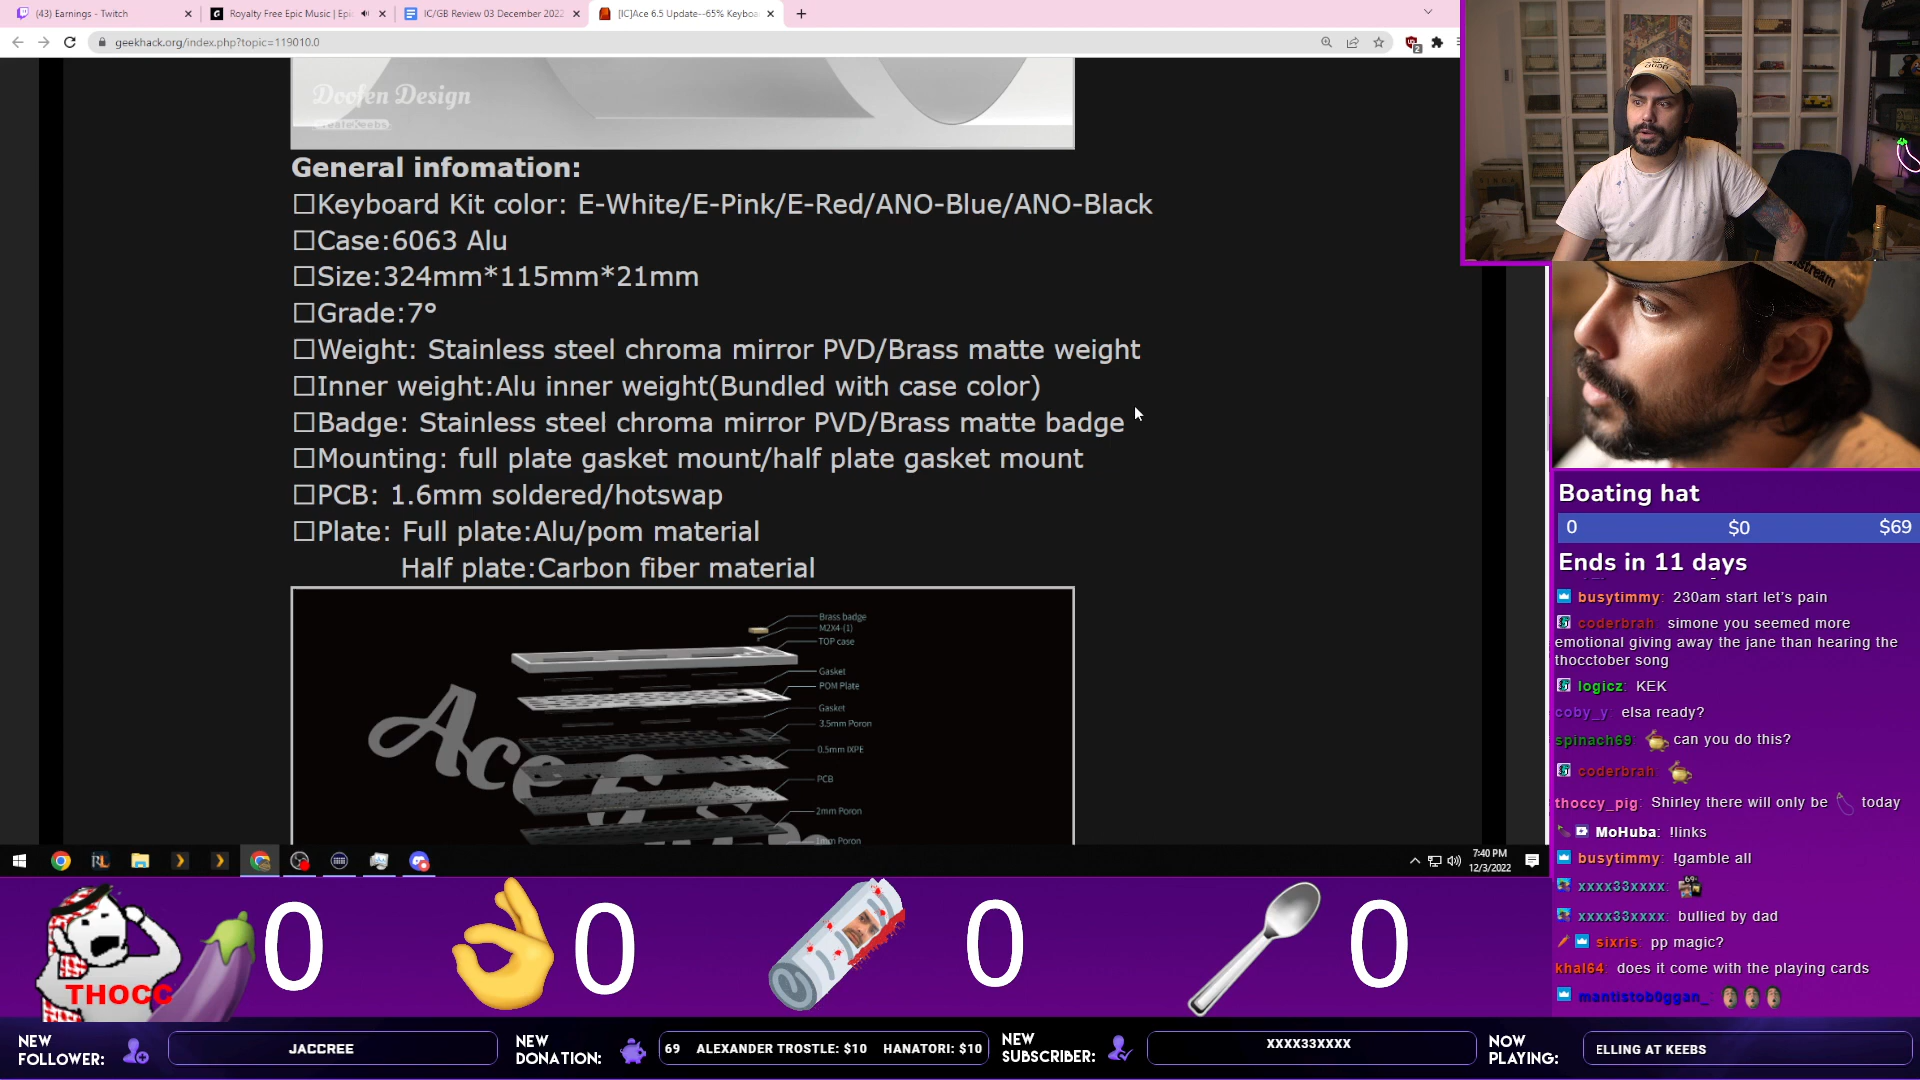 (43) Earnings - Twitch
Royalty Free Epic Music | Epi
IC/GB Review 03 December 2022
[IC]Ace 6.5 Update--65% Keyboa
geekhack.org/index.php?topic=119010.0
2
Doofen Design
General infomation:
☐Keyboard Kit color: E-White/E-Pink/E-Red/ANO-Blue/ANO-Black
☐Case:6063 Alu
☐Size:324mm*115mm*21mm
☐Grade:7°
☐Weight: Stainless steel chroma mirror PVD/Brass matte weight
☐Inner weight:Alu inner weight(Bundled with case color)
☐Badge: Stainless steel chroma mirror PVD/Brass matte badge
☐Mounting: full plate gasket mount/half plate gasket mount
☐PCB: 1.6mm soldered/hotswap
☐Plate: Full plate:Alu/pom material
Half plate:Carbon fiber material
Brass badge
M2X4-(1)
TOP case
Gasket
POM Plate
Gasket
3.5mm Poron
0.5mm IXPE
PCB
2mm Poron
Ace 6.5
7:40 PM
12/3/2022
Boating hat
0 $0 $69
Ends in 11 days
busytimmy: 230am start let's pain
coderbrah: simone you seemed more
emotional giving away the jane than hearing the
thocctober song
logicz: KEK
coby_y: elsa ready?
spinach69: can you do this?
coderbrah:
thoccy_pig: Shirley there will only be today
MoHuba: !links
busytimmy: !gamble all
xxxx33xxxx:
xxxx33xxxx: bullied by dad
sixris: pp magic?
khal64: does it come with the playing cards
mantistob0ggan_:
THOCC
0
0
0
0
NEW
FOLLOWER:
JACCREE
NEW
DONATION:
69 ALEXANDER TROSTLE: $10 HANATORI: $10
NEW
SUBSCRIBER:
XXXX33XXXX
NOW
PLAYING:
ELLING AT KEEBS